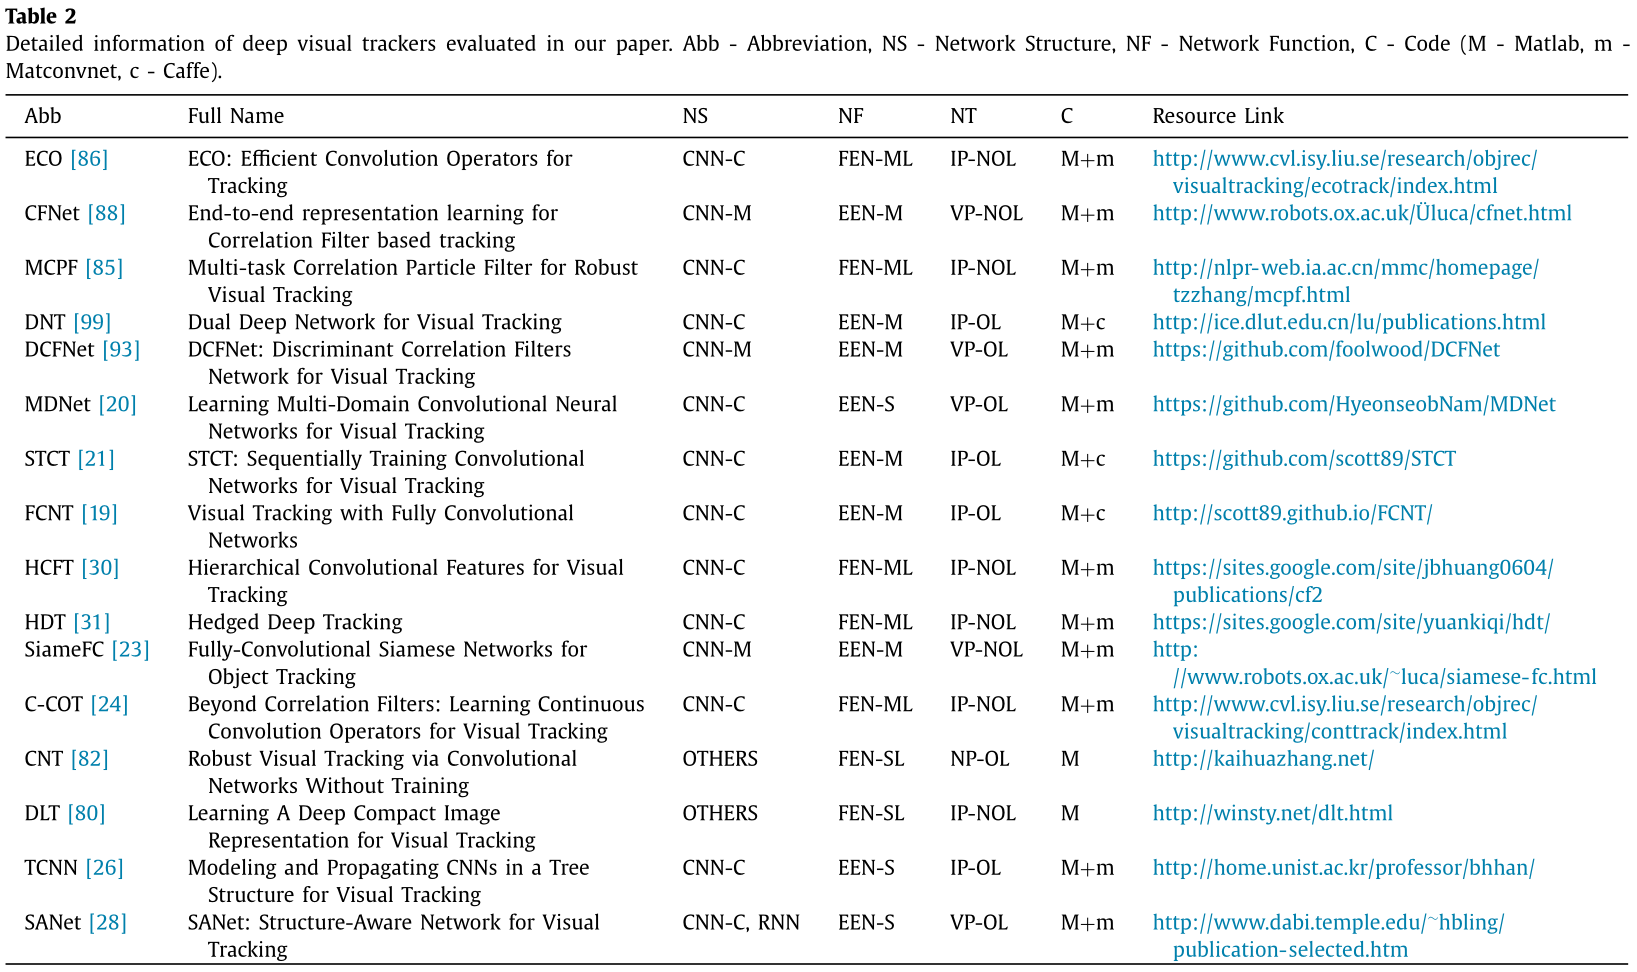 Table 2
Detailed information of deep visual trackers evaluated in our paper. Abb - Abbreviation, NS - Network Structure, NF - Network Function, C - Code (M - Matlab, m -
Matconvnet, c - Caffe).
Abb Full Name NS NF NT C Resource Link
ECO [86] ECO: Efficient Convolution Operators for CNN-C FEN-ML IP-NOL M+m http://www.cvl.isy.liu.se/research/objrec/
Tracking visualtracking/ecotrack/index.html
CFNet [88] End-to-end representation learning for CNN-M EEN-M VP-NOL M+m http://www.robots.ox.ac.uk/Üluca/cfnet.html
Correlation Filter based tracking
MCPF [85] Multi-task Correlation Particle Filter for Robust CNN-C FEN-ML IP-NOL M+m http://nlpr-web.ia.ac.cn/mmc/homepage/
Visual Tracking tzzhang/mcpf.html
DNT [99] Dual Deep Network for Visual Tracking CNN-C EEN-M IP-OL M+c http://ice.dlut.edu.cn/lu/publications.html
DCFNet [93] DCFNet: Discriminant Correlation Filters CNN-M EEN-M VP-OL M+m https://github.com/foolwood/DCFNet
Network for Visual Tracking
MDNet [20] Learning Multi-Domain Convolutional Neural CNN-C EEN-S VP-OL M+m https://github.com/HyeonseobNam/MDNet
Networks for Visual Tracking
STCT [21] STCT: Sequentially Training Convolutional CNN-C EEN-M IP-OL M+c https://github.com/scott89/STCT
Networks for Visual Tracking
FCNT [19] Visual Tracking with Fully Convolutional CNN-C EEN-M IP-OL M+c http://scott89.github.io/FCNT/
Networks
HCFT [30] Hierarchical Convolutional Features for Visual CNN-C FEN-ML IP-NOL M+m https://sites.google.com/site/jbhuang0604/
Tracking publications/cf2
HDT [31] Hedged Deep Tracking CNN-C FEN-ML IP-NOL M+m https://sites.google.com/site/yuankiqi/hdt/
SiameFC [23] Fully-Convolutional Siamese Networks for CNN-M EEN-M VP-NOL M+m http:
Object Tracking //www.robots.ox.ac.uk/~luca/siamese-fc.html
C-COT [24] Beyond Correlation Filters: Learning Continuous CNN-C FEN-ML IP-NOL M+m http://www.cvl.isy.liu.se/research/objrec/
Convolution Operators for Visual Tracking visualtracking/conttrack/index.html
CNT [82] Robust Visual Tracking via Convolutional OTHERS FEN-SL NP-OL M http://kaihuazhang.net/
Networks Without Training
DLT [80] Learning A Deep Compact Image OTHERS FEN-SL IP-NOL M http://winsty.net/dlt.html
Representation for Visual Tracking
TCNN [26] Modeling and Propagating CNNs in a Tree CNN-C EEN-S IP-OL M+m http://home.unist.ac.kr/professor/bhhan/
Structure for Visual Tracking
SANet [28] SANet: Structure-Aware Network for Visual CNN-C, RNN EEN-S VP-OL M+m http://www.dabi.temple.edu/~hbling/
Tracking publication-selected.htm